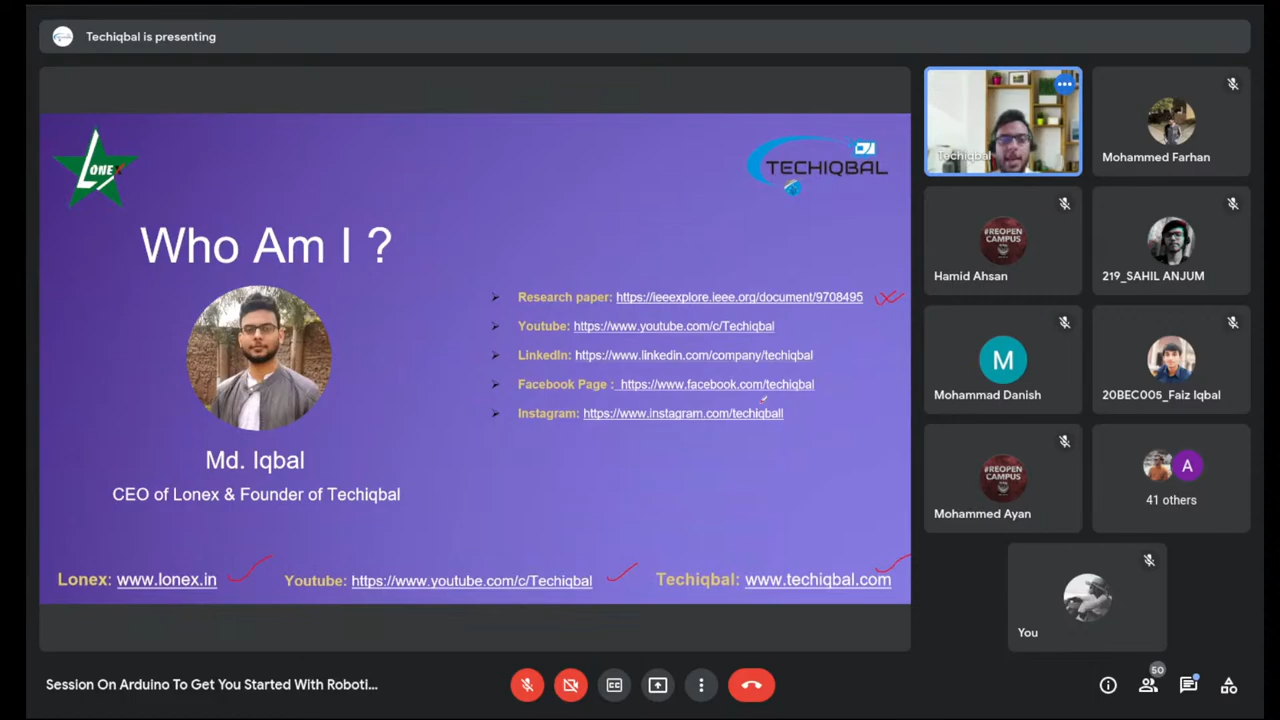 Techiqbal is presenting
LONEX
TECHIQBAL
Who Am I ?
Research paper: https://ieeexplore.ieee.org/document/9708495
Youtube: https://www.youtube.com/c/Techiqbal
LinkedIn: https://www.linkedin.com/company/techiqbal
Facebook Page : https://www.facebook.com/techiqbal
Instagram: https://www.instagram.com/techiqball
Md. Iqbal
CEO of Lonex & Founder of Techiqbal
Lonex: www.lonex.in
Youtube: https://www.youtube.com/c/Techiqbal
Techiqbal: www.techiqbal.com
Techiqbal
Mohammed Farhan
#REOPEN
CAMPUS
Hamid Ahsan
219_SAHIL ANJUM
M
Mohammad Danish
20BEC005_Faiz Iqbal
#REOPEN
CAMPUS
Mohammed Ayan
A
41 others
You
Session On Arduino To Get You Started With Roboti...
CC
50